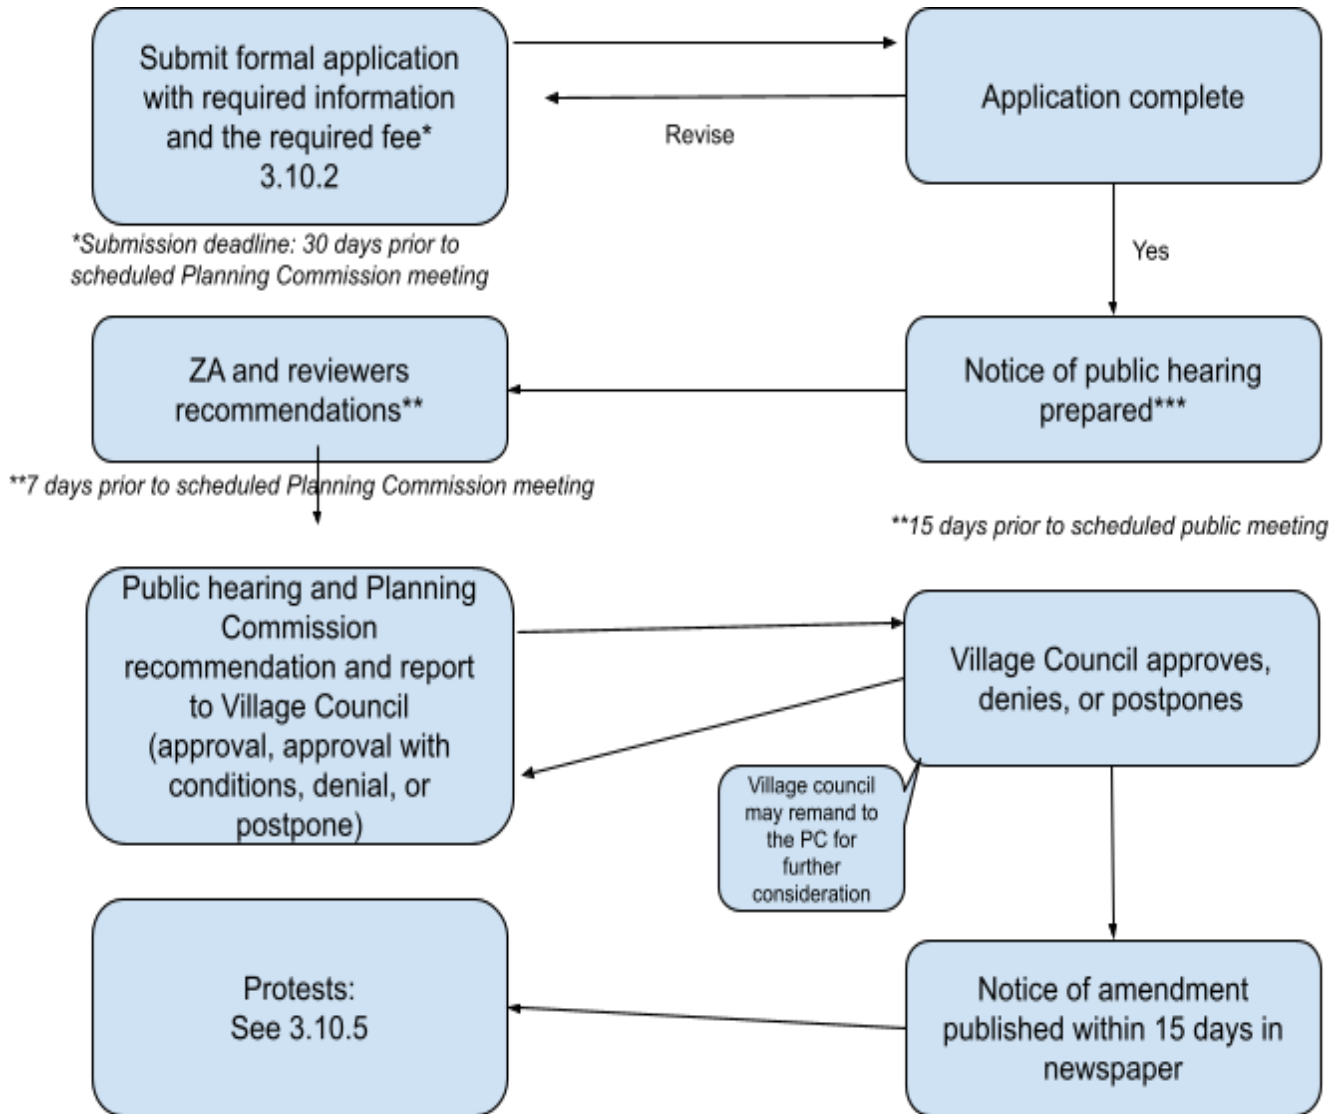 Submit formal application
with required information
and the required fee*
3.10.2
Application complete
Revise
*Submission deadline: 30 days prior to
scheduled Planning Commission meeting
Yes
ZA and reviewers
recommendations**
Notice of public hearing
prepared***
**7 days prior to scheduled Planning Commission meeting
**15 days prior to scheduled public meeting
Public hearing and Planning
Commission
recommendation and report
to Village Council
(approval, approval with
conditions, denial, or
postpone)
Village Council approves,
denies, or postpones
Village council
may remand to
the PC for
further
consideration
Protests:
See 3.10.5
Notice of amendment
published within 15 days in
newspaper